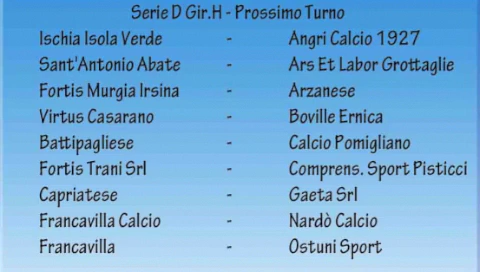 Serie D Gir.H - Prossimo Turno
Ischia Isola Verde - Angri Calcio 1927
Sant'Antonio Abate - Ars Et Labor Grottaglie
Fortis Murgia Irsina - Arzanese
Virtus Casarano - Boville Ernica
Battipagliese - Calcio Pomigliano
Fortis Trani Srl - Comprens. Sport Pisticci
Capriatese - Gaeta Srl
Francavilla Calcio - Nardò Calcio
Francavilla - Ostuni Sport